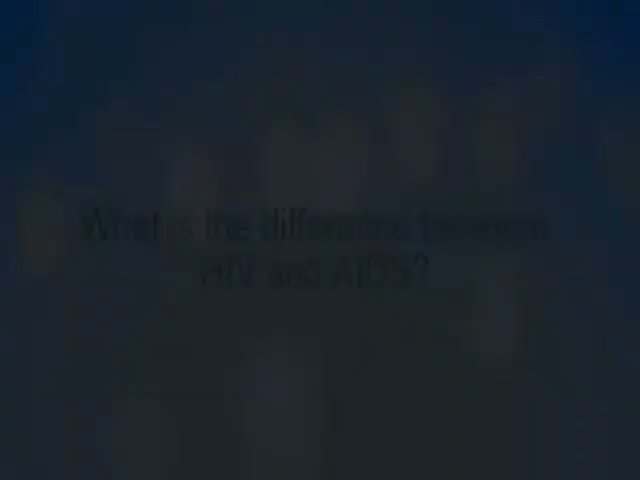 What is the difference between
HIV and AIDS?